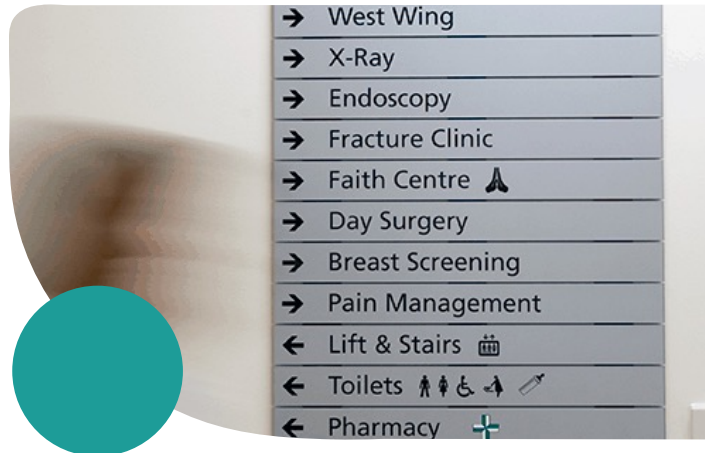 West Wing
X-Ray
Endoscopy
Fracture Clinic
Faith Centre
Day Surgery
Breast Screening
Pain Management
Lift & Stairs
Toilets
Pharmacy